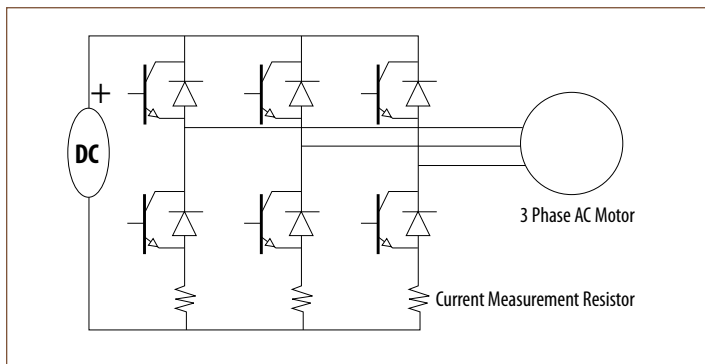 +
DC
3 Phase AC Motor
Current Measurement Resistor